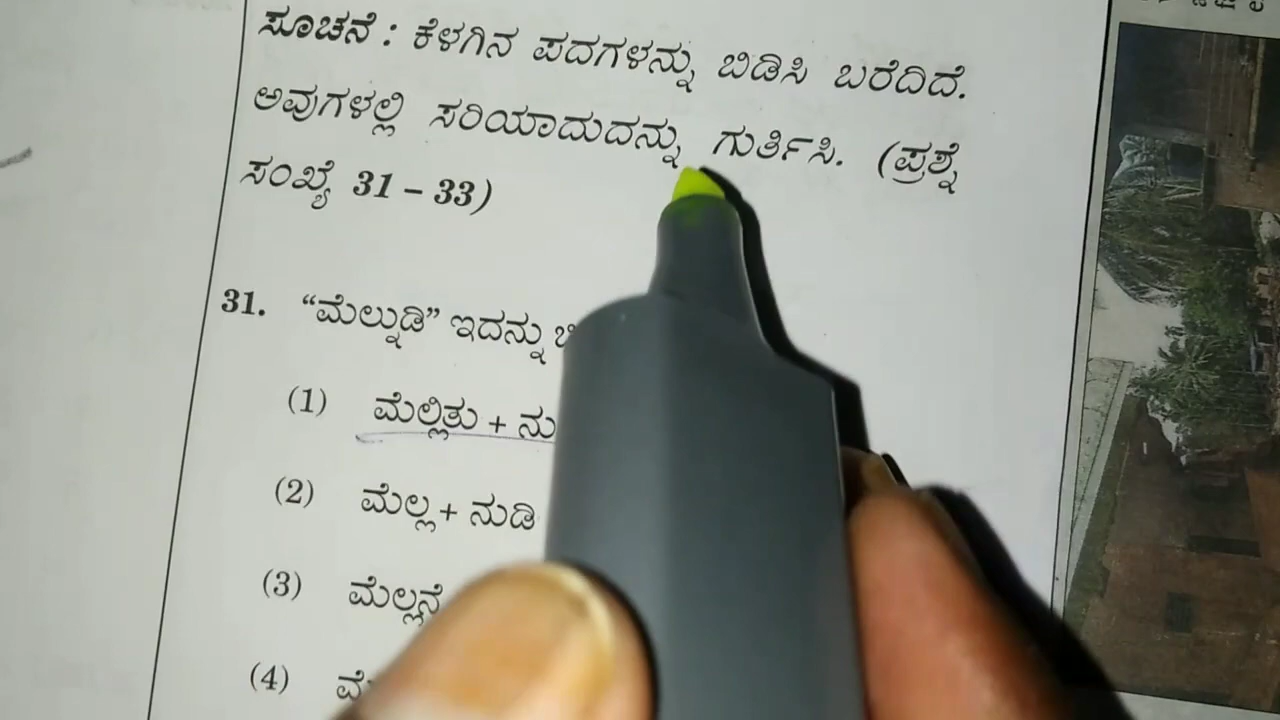 ಸೂಚನೆ : ಕೆಳಗಿನ ಪದಗಳನ್ನು ಬಿಡಿಸಿ ಬರೆದಿದೆ.
ಅವುಗಳಲ್ಲಿ ಸರಿಯಾದುದನ್ನು ಗುರ್ತಿಸಿ. (ಪ್ರಶ್ನೆ
ಸಂಖ್ಯೆ 31 – 33)
31. “ಮೆಲ್ನುಡಿ” ಇದನ್ನು
(1) ಮೆಲ್ಲಿತು + ನು
(2) ಮೆಲ್ಲ + ನುಡಿ
(3) ಮೆಲ್ಲನೆ
(4)